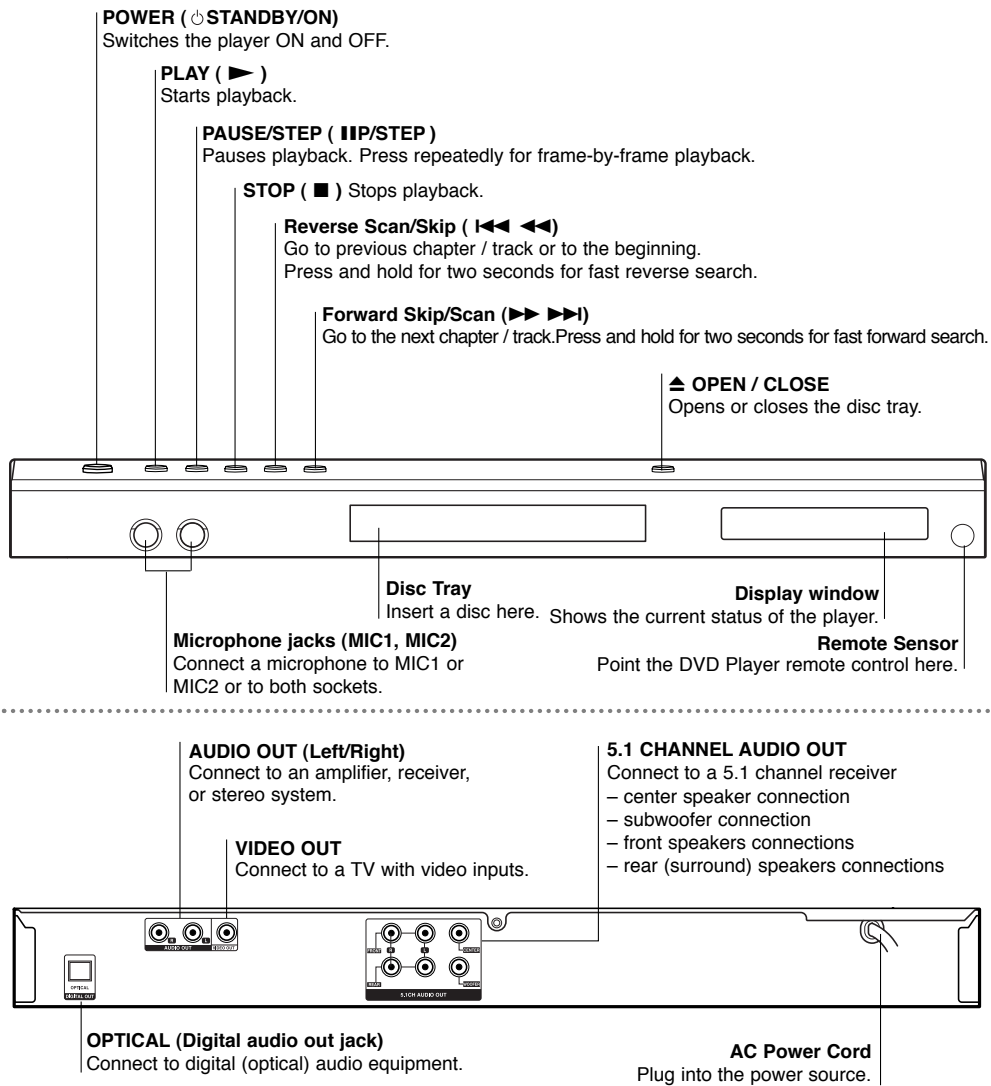 POWER ( ⏻ STANDBY/ON)
Switches the player ON and OFF.
PLAY ( ► )
Starts playback.
PAUSE/STEP ( ❚❚P/STEP )
Pauses playback. Press repeatedly for frame-by-frame playback.
STOP ( ■ ) Stops playback.
Reverse Scan/Skip ( I◄◄ ◄◄)
Go to previous chapter / track or to the beginning.
Press and hold for two seconds for fast reverse search.
Forward Skip/Scan (►► ►►I)
Go to the next chapter / track.Press and hold for two seconds for fast forward search.
⏏ OPEN / CLOSE
Opens or closes the disc tray.
Disc Tray
Insert a disc here.
Display window
Shows the current status of the player.
Remote Sensor
Point the DVD Player remote control here.
Microphone jacks (MIC1, MIC2)
Connect a microphone to MIC1 or
MIC2 or to both sockets.
AUDIO OUT (Left/Right)
Connect to an amplifier, receiver,
or stereo system.
VIDEO OUT
Connect to a TV with video inputs.
5.1 CHANNEL AUDIO OUT
Connect to a 5.1 channel receiver
– center speaker connection
– subwoofer connection
– front speakers connections
– rear (surround) speakers connections
R L
AUDIO OUT VIDEO OUT
FRONT R L CENTER
REAR WOOFER
5.1CH AUDIO OUT
OPTICAL
DIGITAL OUT
OPTICAL (Digital audio out jack)
Connect to digital (optical) audio equipment.
AC Power Cord
Plug into the power source.